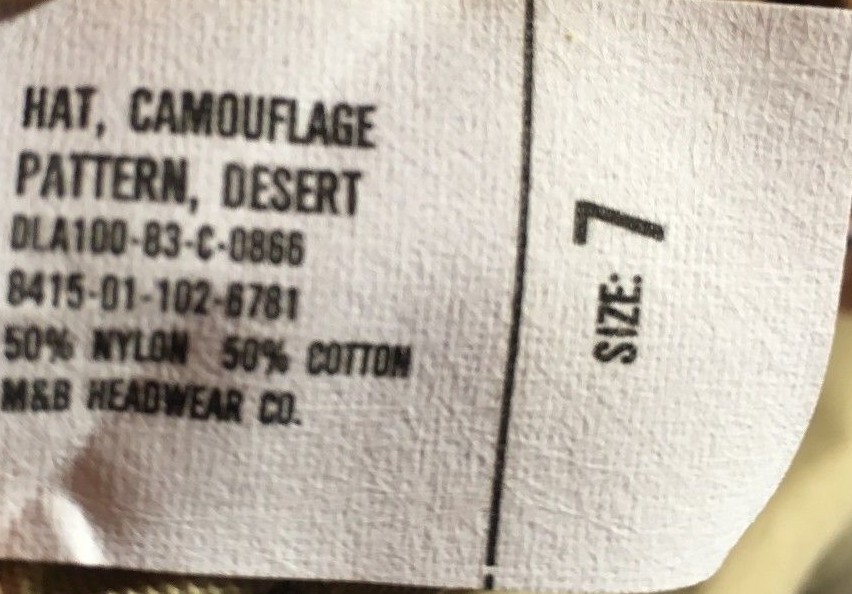 HAT, CAMOUFLAGE
PATTERN, DESERT
DLA100-83-C-0866
8415-01-102-6781
50% NYLON 50% COTTON
M&B HEADWEAR CO.
SIZE: 7